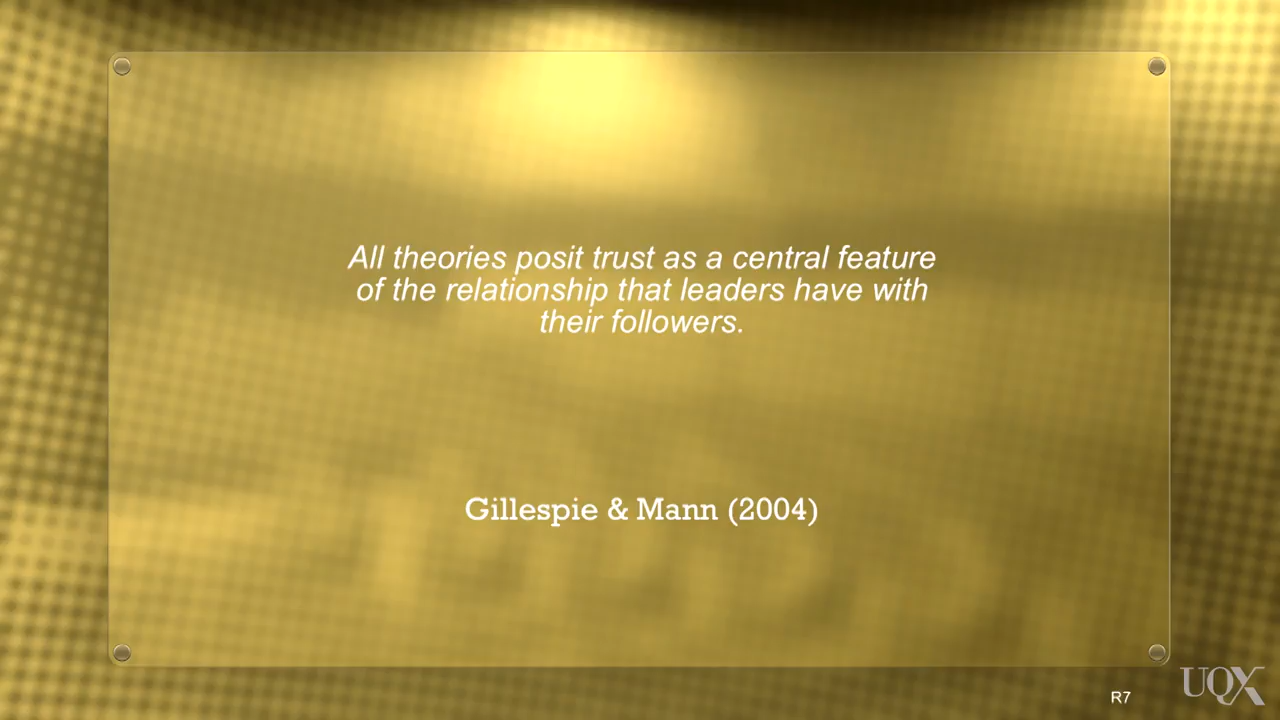 All theories posit trust as a central feature
of the relationship that leaders have with
their followers.
Gillespie & Mann (2004)
R7
UQX